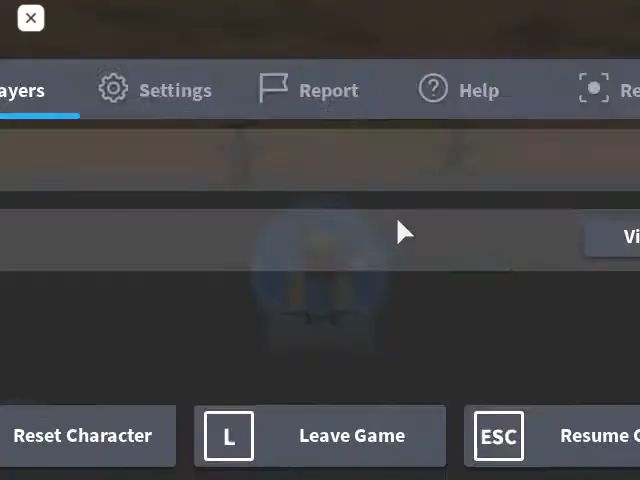 ayers Settings Report Help Re
Vi
Reset Character L Leave Game ESC Resume G